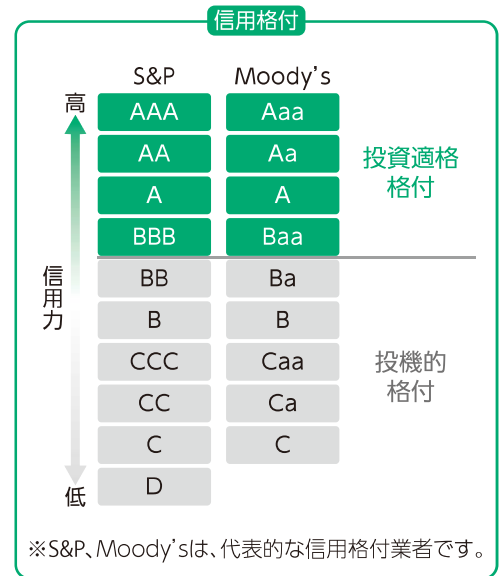 信用格付
S&P Moody's
高
AAA Aaa
AA Aa
A A
BBB Baa
投資適格
格付
信用力
BB Ba
B B
CCC Caa
CC Ca
C C
D
投機的
格付
低
※S&P、Moody'sは、代表的な信用格付業者です。